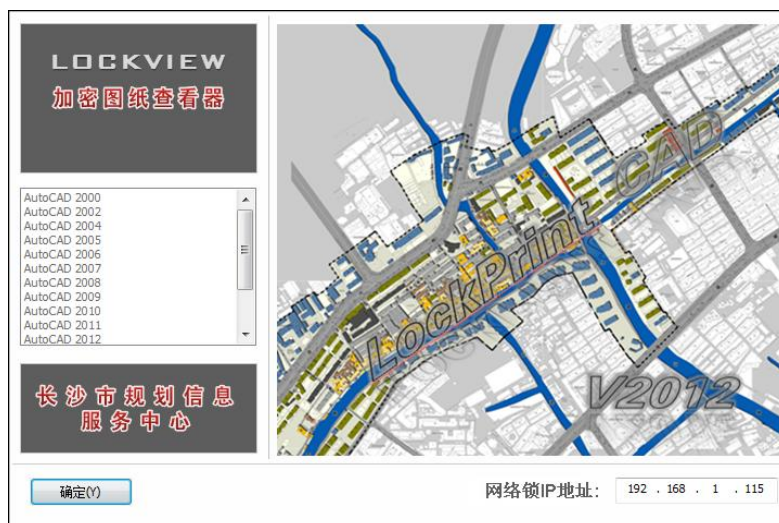 LOCKVIEW
加密图纸查看器
AutoCAD 2000
AutoCAD 2002
AutoCAD 2004
AutoCAD 2005
AutoCAD 2006
AutoCAD 2007
AutoCAD 2008
AutoCAD 2009
AutoCAD 2010
AutoCAD 2011
AutoCAD 2012
长沙市规划信息
服务中心
LockPrint CAD
V2012
确定(Y)
网络锁IP地址: 192 . 168 . 1 . 115